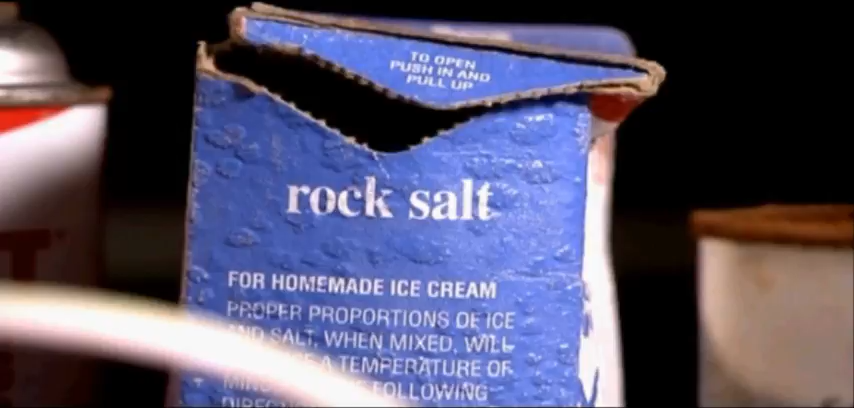 TO OPEN
PUSH IN AND
PULL UP
rock salt
FOR HOMEMADE ICE CREAM
PROPER PROPORTIONS OF ICE
AND SALT, WHEN MIXED, WILL
A TEMPERATURE OF
FOLLOWING